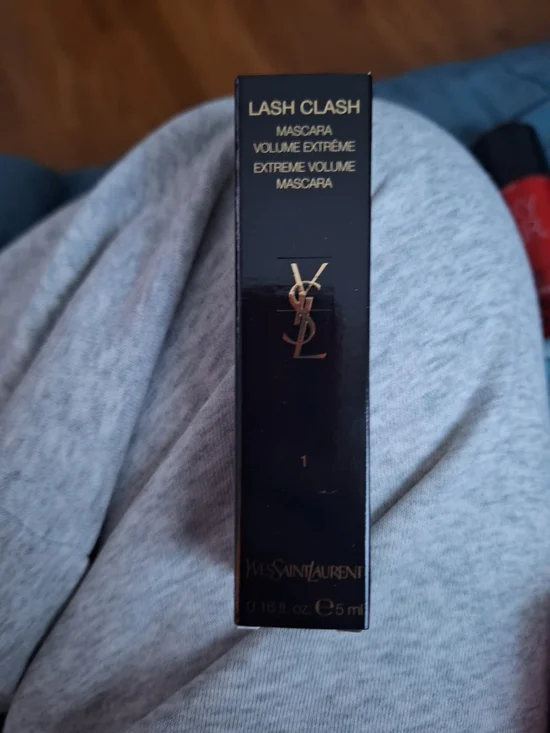 LASH CLASH
MASCARA
VOLUME EXTRÊME
EXTREME VOLUME
MASCARA
YSL
1
YVESSAINTLAURENT
0.16 fl. oz. ℮5 ml